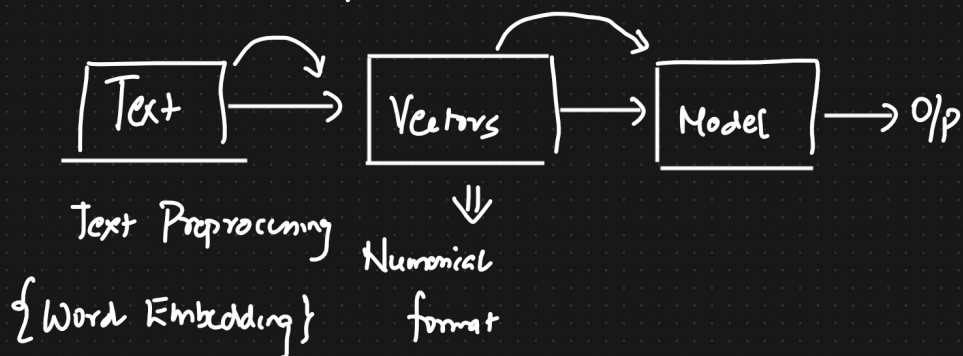 Text → Vectors → Model → O/P
Text Preprocessing
⇓
Numerical
{Word Embedding}
format